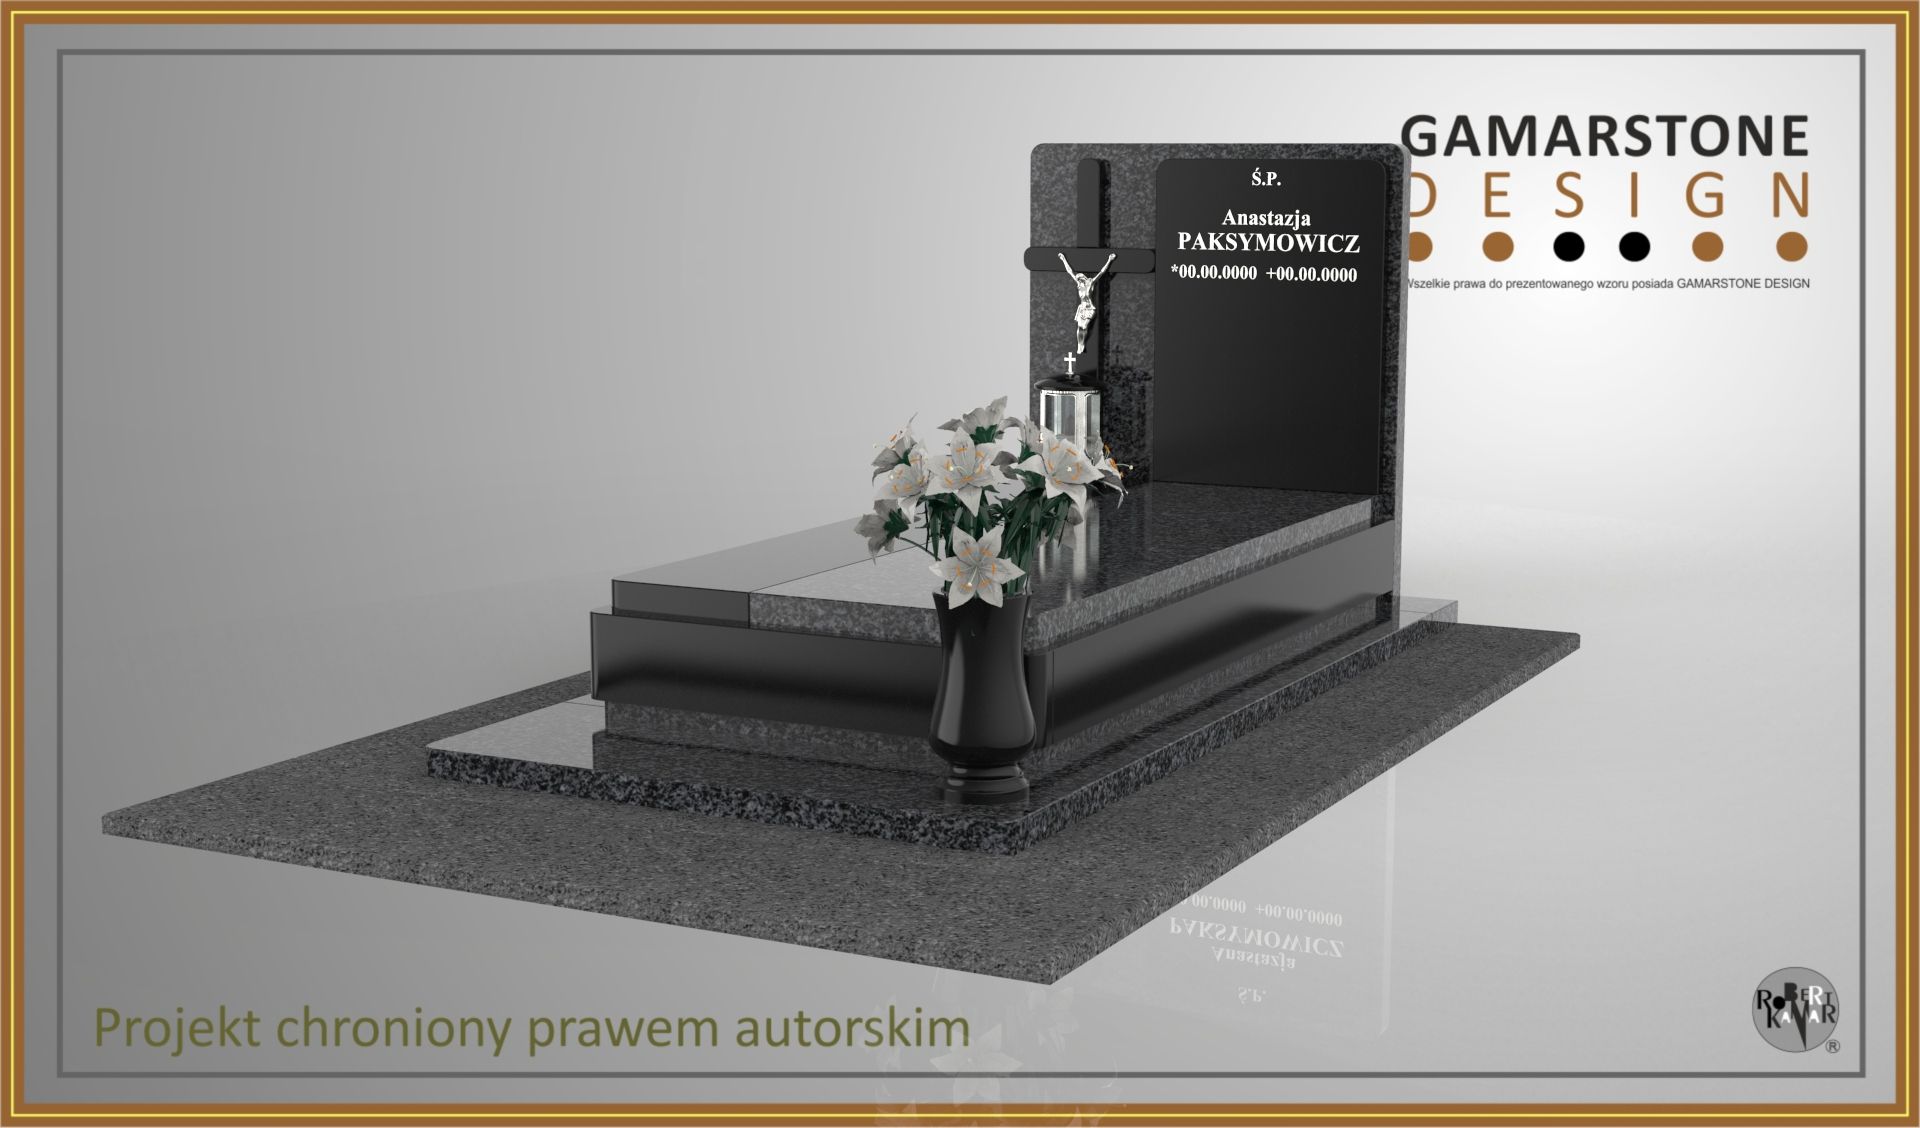 GAMARSTONE
DESIGN
Wszelkie prawa do prezentowanego wzoru posiada GAMARSTONE DESIGN
Ś.P.
Anastazja
PAKSYMOWICZ
*00.00.0000 +00.00.0000
Projekt chroniony prawem autorskim
ROBERT
KAMAR
®